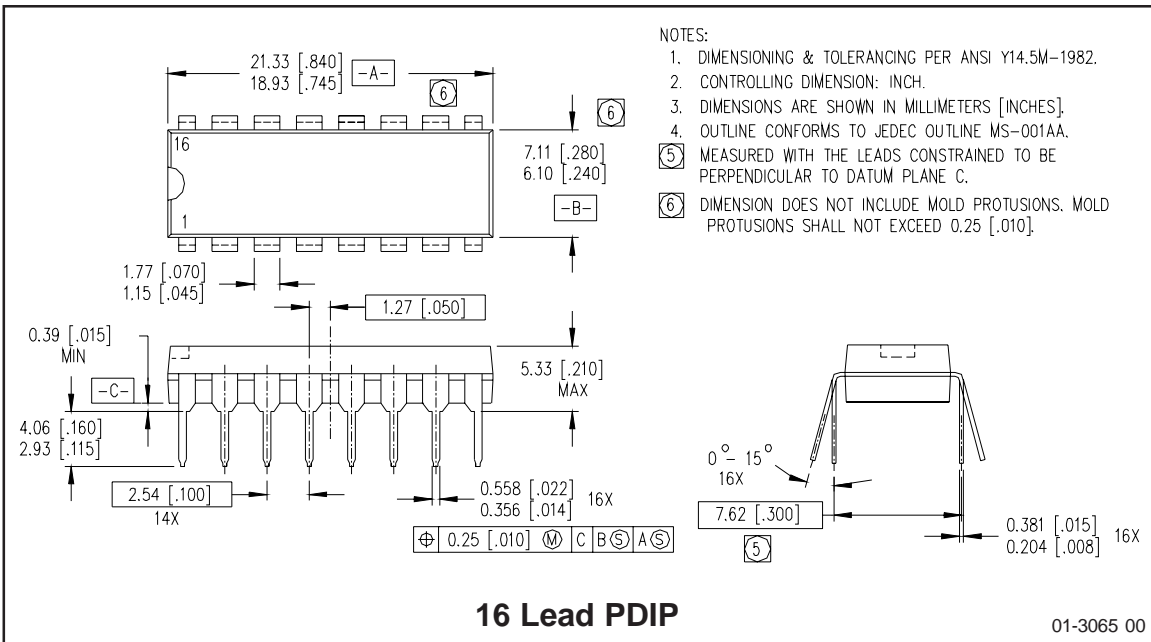 21.33 [.840]
18.93 [.745]
-A-
6
6
16
1
7.11 [.280]
6.10 [.240]
-B-
1.77 [.070]
1.15 [.045]
1.27 [.050]
0.39 [.015]
MIN
-C-
4.06 [.160]
2.93 [.115]
5.33 [.210]
MAX
2.54 [.100]
14X
0.558 [.022]
0.356 [.014] 16X
⌖ 0.25 [.010] Ⓜ C B Ⓢ A Ⓢ
NOTES:
1. DIMENSIONING & TOLERANCING PER ANSI Y14.5M-1982.
2. CONTROLLING DIMENSION: INCH.
3. DIMENSIONS ARE SHOWN IN MILLIMETERS [INCHES].
4. OUTLINE CONFORMS TO JEDEC OUTLINE MS-001AA.
5 MEASURED WITH THE LEADS CONSTRAINED TO BE
PERPENDICULAR TO DATUM PLANE C.
6 DIMENSION DOES NOT INCLUDE MOLD PROTUSIONS. MOLD
PROTUSIONS SHALL NOT EXCEED 0.25 [.010].
0°- 15°
16X
7.62 [.300]
5
0.381 [.015]
0.204 [.008] 16X
16 Lead PDIP
01-3065 00